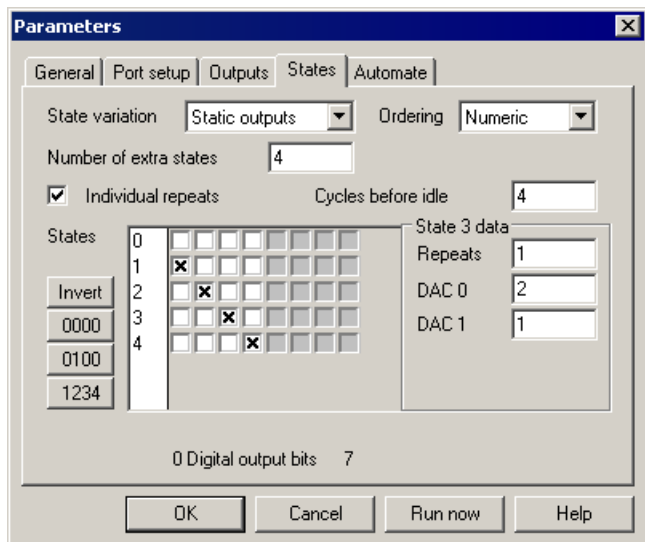 Parameters
General Port setup Outputs States Automate
State variation Static outputs Ordering Numeric
Number of extra states 4
Individual repeats Cycles before idle 4
States
0
1
2
3
4
Invert
0000
0100
1234
State 3 data
Repeats 1
DAC 0 2
DAC 1 1
0 Digital output bits 7
OK Cancel Run now Help